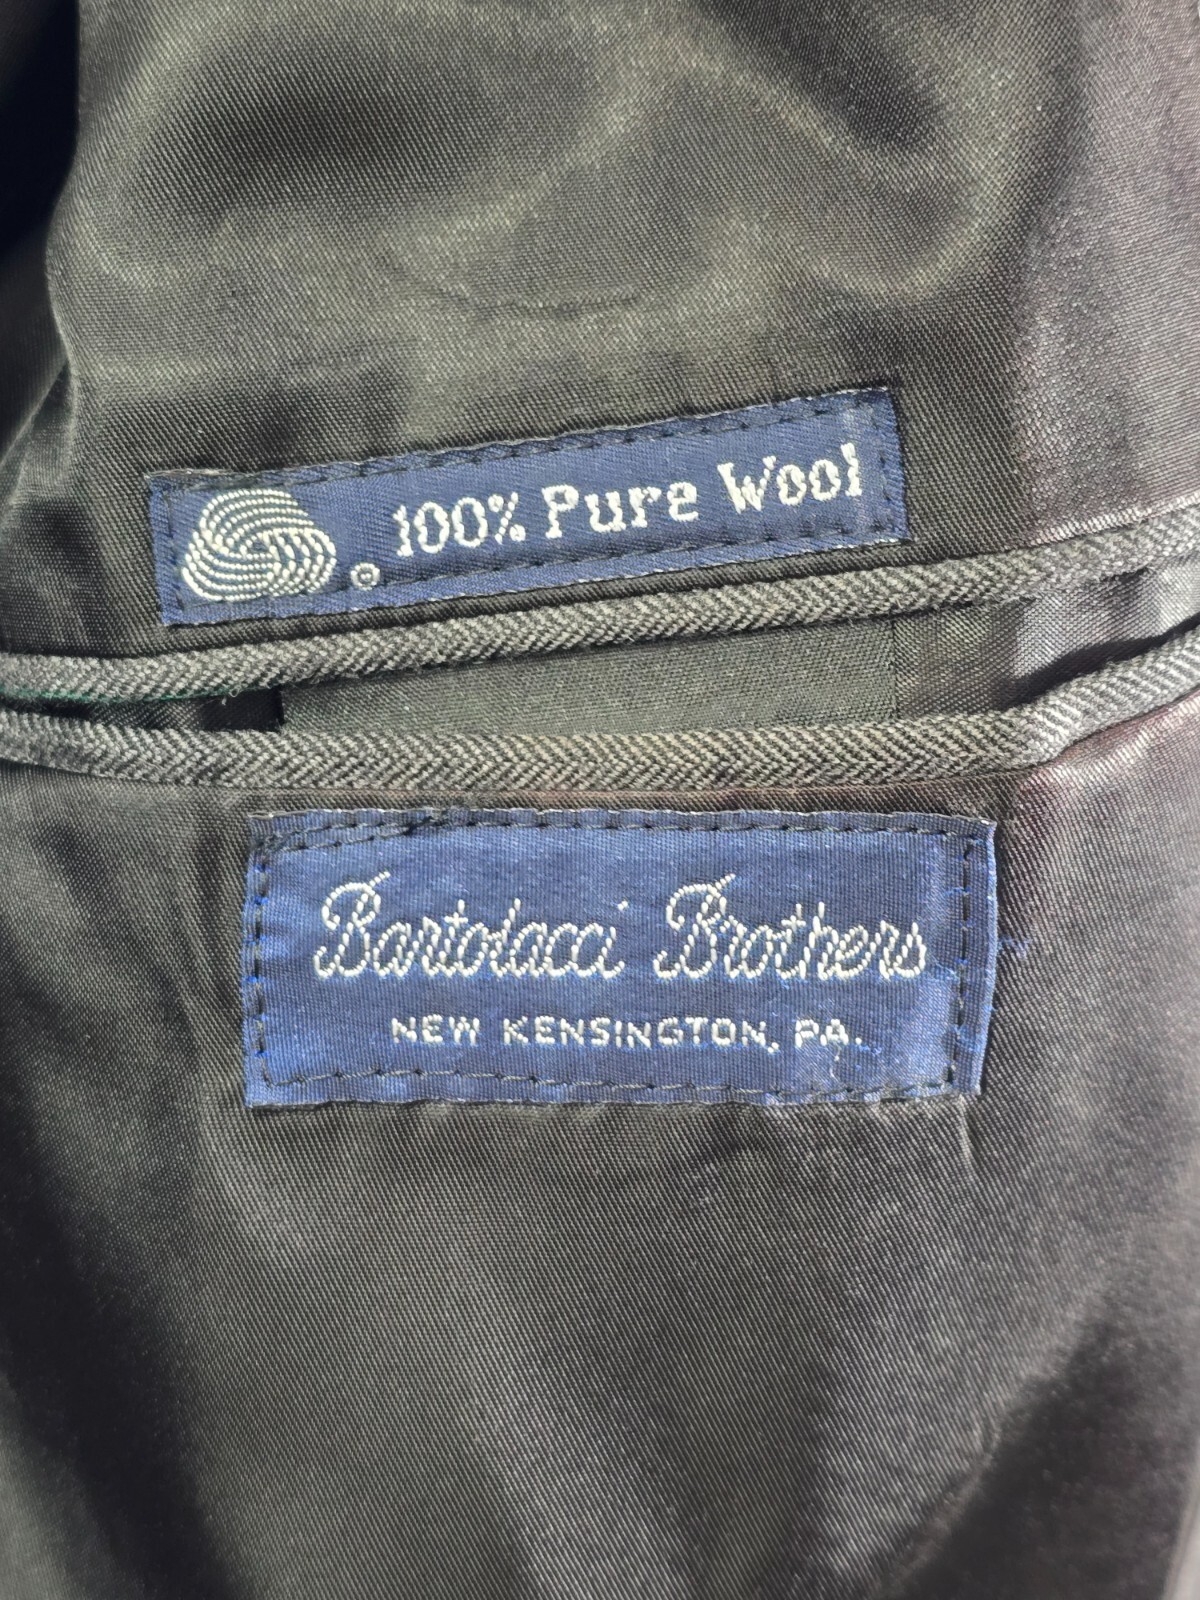 100% Pure Wool
Bartolacci Brothers
NEW KENSINGTON, PA.